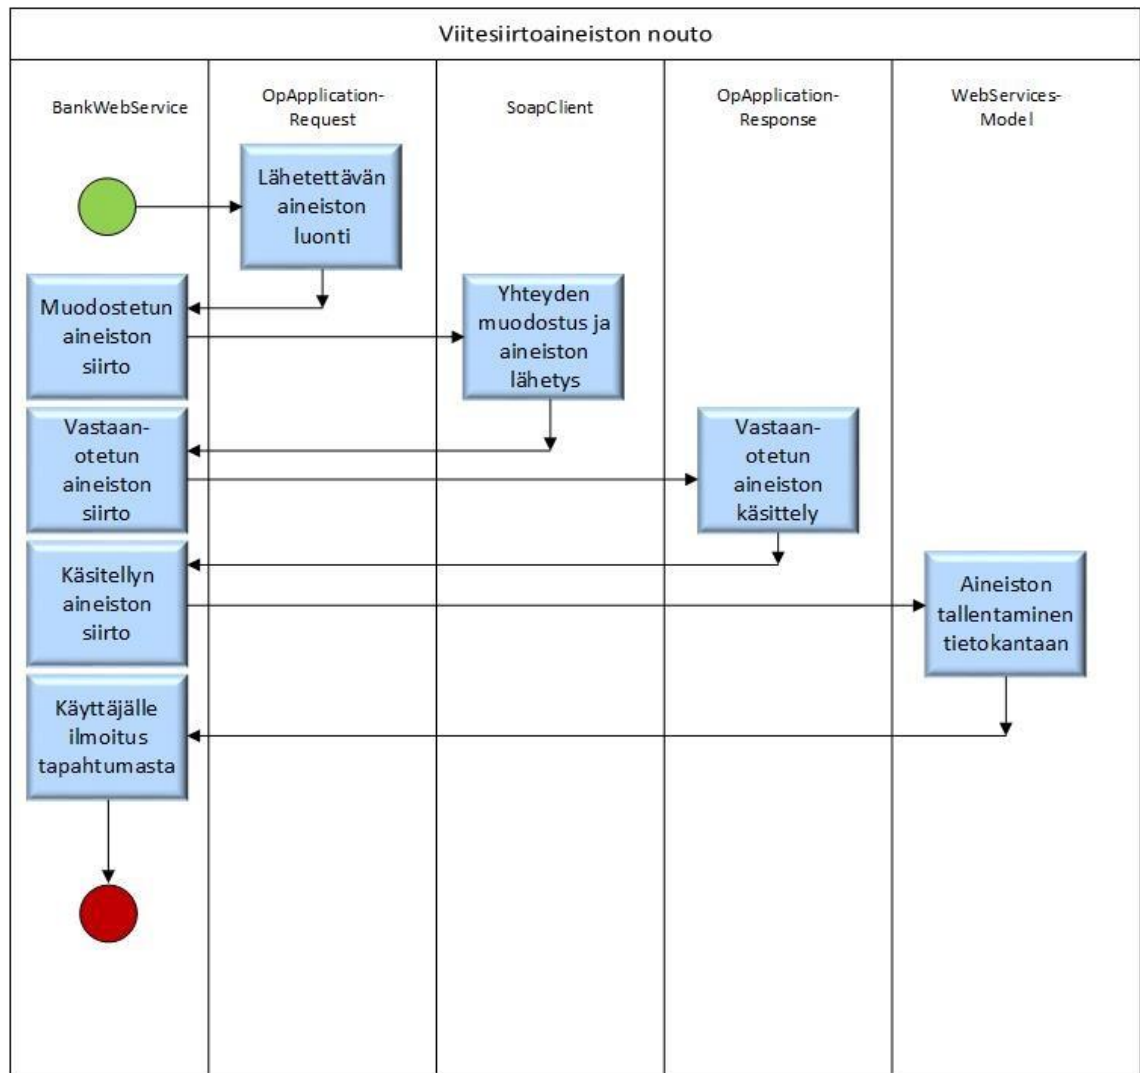 Viitesiirtoaineiston nouto
BankWebService
OpApplication-
Request
SoapClient
OpApplication-
Response
WebServices-
Model
Lähetettävän
aineiston
luonti
Muodostetun
aineiston
siirto
Yhteyden
muodostus ja
aineiston
lähetys
Vastaan-
otetun
aineiston
siirto
Vastaan-
otetun
aineiston
käsittely
Käsitellyn
aineiston
siirto
Aineiston
tallentaminen
tietokantaan
Käyttäjälle
ilmoitus
tapahtumasta